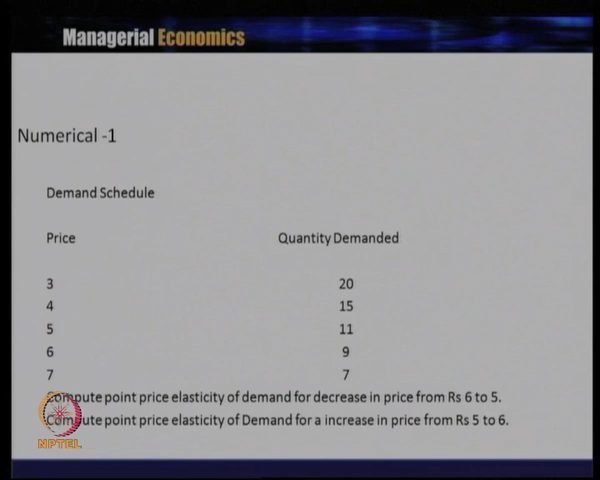 Managerial Economics
Numerical -1
Demand Schedule
Price Quantity Demanded
3 20
4 15
5 11
6 9
7 7
Compute point price elasticity of demand for decrease in price from Rs 6 to 5.
Compute point price elasticity of Demand for a increase in price from Rs 5 to 6.
NPTEL